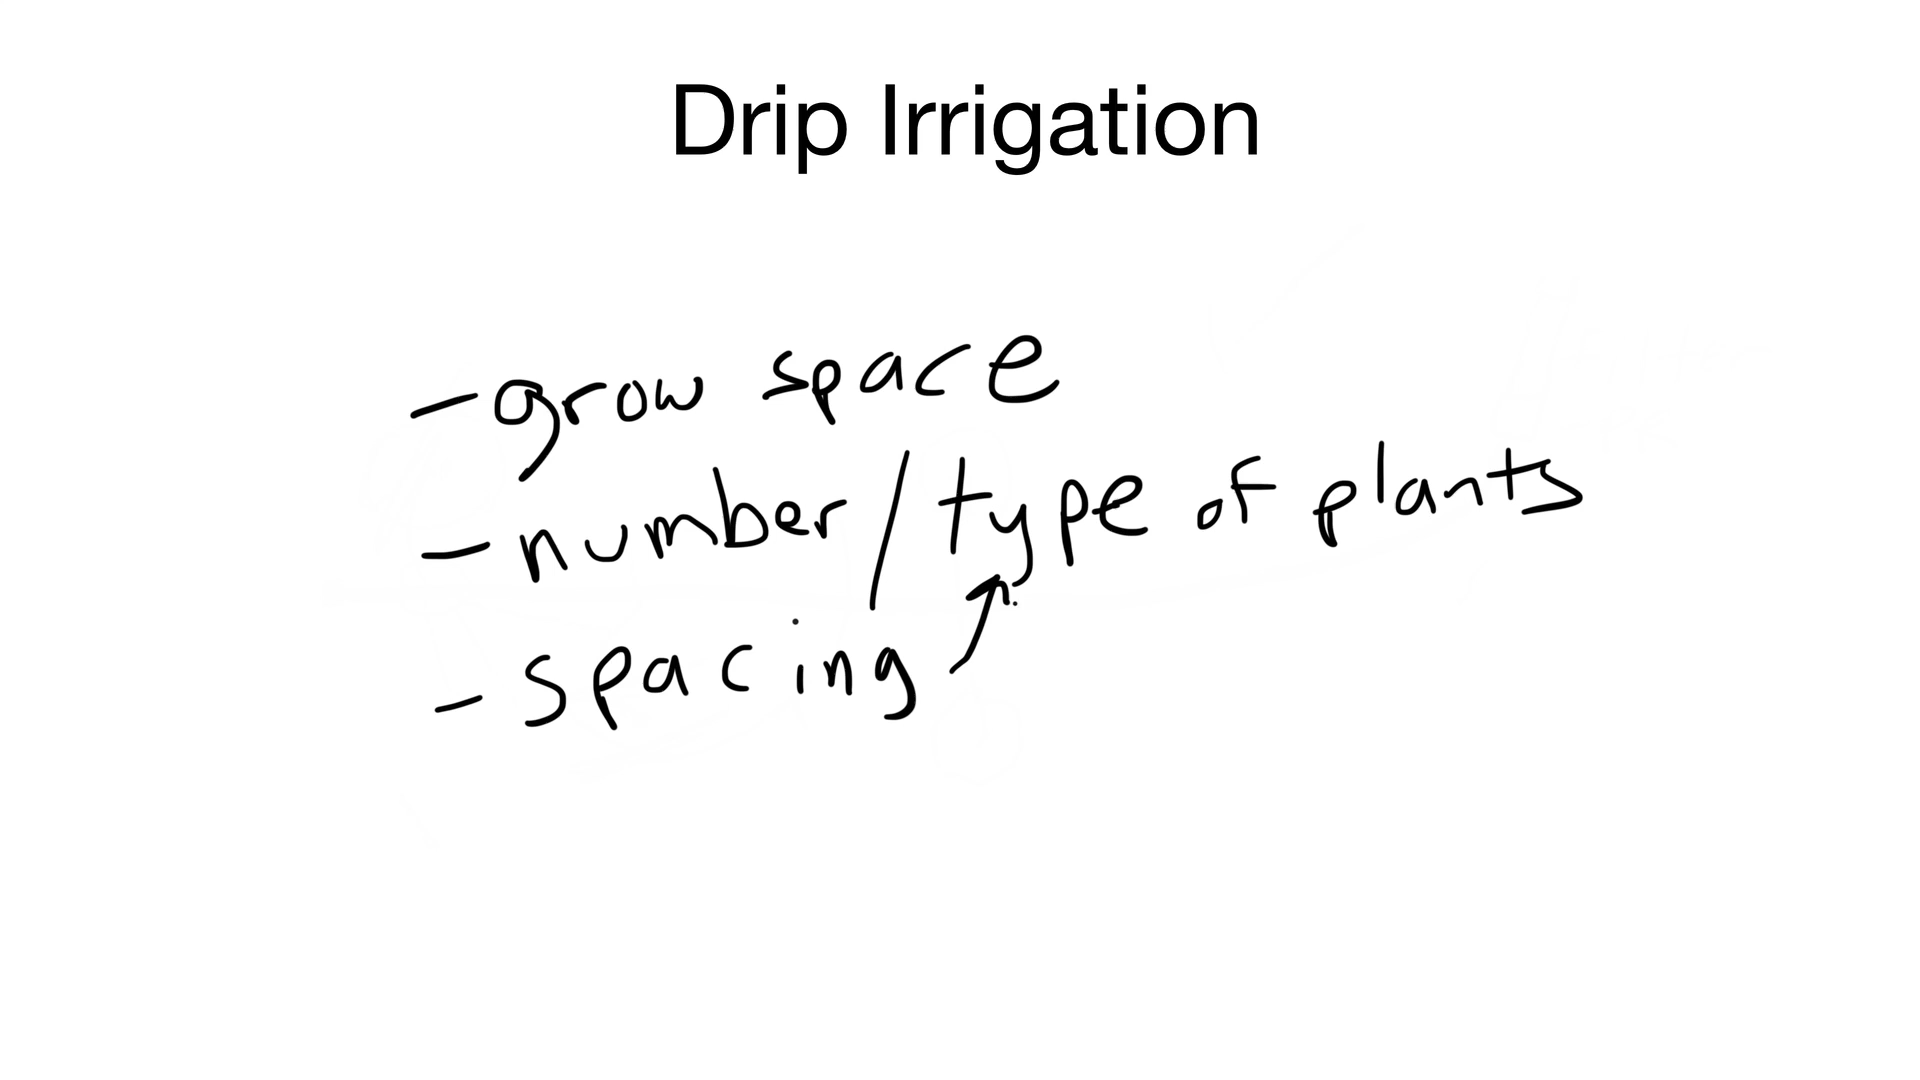 Drip Irrigation
- grow space
- number / type of plants
- spacing